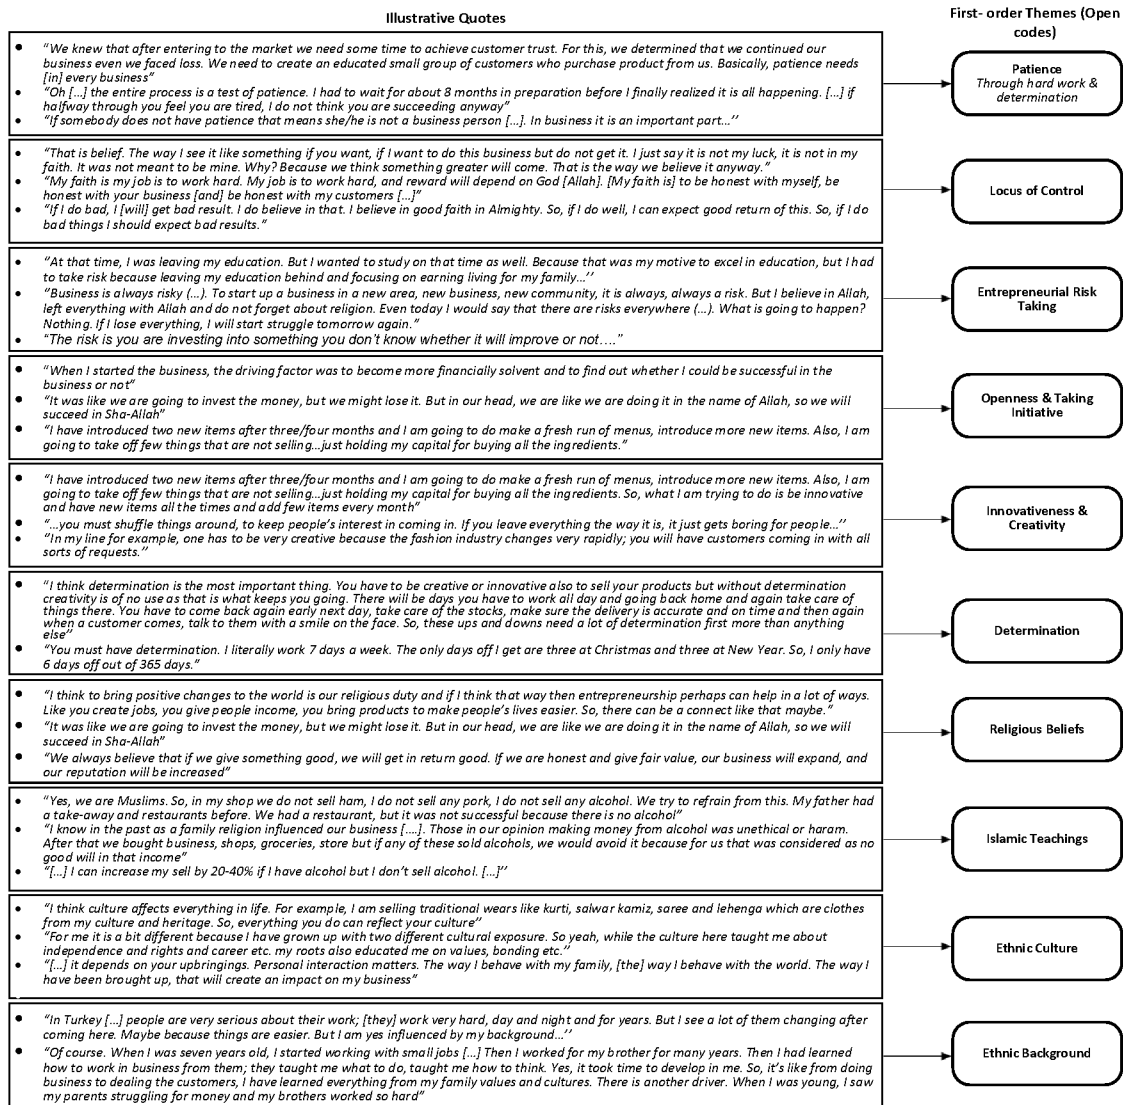 Illustrative Quotes
First- order Themes (Open
codes)
• “We knew that after entering to the market we need some time to achieve customer trust. For this, we determined that we continued our
business even we faced loss. We need to create an educated small group of customers who purchase product from us. Basically, patience needs
[in] every business”
• “Oh […] the entire process is a test of patience. I had to wait for about 8 months in preparation before I finally realized it is all happening. […] if
halfway through you feel you are tired, I do not think you are succeeding anyway”
• “If somebody does not have patience that means she/he is not a business person […]. In business it is an important part…’’
Patience
Through hard work &
determination
• “That is belief. The way I see it like something if you want, if I want to do this business but do not get it. I just say it is not my luck, it is not in my
faith. It was not meant to be mine. Why? Because we think something greater will come. That is the way we believe it anyway.”
• “My faith is my job is to work hard. My job is to work hard, and reward will depend on God [Allah]. [My faith is] to be honest with myself, be
honest with your business [and] be honest with my customers […]”
• “If I do bad, I [will] get bad result. I do believe in that. I believe in good faith in Almighty. So, if I do well, I can expect good return of this. So, if I do
bad things I should expect bad results.”
Locus of Control
• “At that time, I was leaving my education. But I wanted to study on that time as well. Because that was my motive to excel in education, but I had
to take risk because leaving my education behind and focusing on earning living for my family…’’
• “Business is always risky (…). To start up a business in a new area, new business, new community, it is always, always a risk. But I believe in Allah,
left everything with Allah and do not forget about religion. Even today I would say that there are risks everywhere (…). What is going to happen?
Nothing. If I lose everything, I will start struggle tomorrow again.”
• “The risk is you are investing into something you don’t know whether it will improve or not….”
Entrepreneurial Risk
Taking
• “When I started the business, the driving factor was to become more financially solvent and to find out whether I could be successful in the
business or not”
• “It was like we are going to invest the money, but we might lose it. But in our head, we are like we are doing it in the name of Allah, so we will
succeed in Sha-Allah”
• “I have introduced two new items after three/four months and I am going to do make a fresh run of menus, introduce more new items. Also, I am
going to take off few things that are not selling…just holding my capital for buying all the ingredients.”
Openness & Taking
Initiative
• “I have introduced two new items after three/four months and I am going to do make a fresh run of menus, introduce more new items. Also, I am
going to take off few things that are not selling…just holding my capital for buying all the ingredients. So, what I am trying to do is be innovative
and have new items all the times and add few items every month”
• “…you must shuffle things around, to keep people’s interest in coming in. If you leave everything the way it is, it just gets boring for people…’’
• “In my line for example, one has to be very creative because the fashion industry changes very rapidly; you will have customers coming in with all
sorts of requests.”
Innovativeness &
Creativity
• “I think determination is the most important thing. You have to be creative or innovative also to sell your products but without determination
creativity is of no use as that is what keeps you going. There will be days you have to work all day and going back home and again take care of
things there. You have to come back again early next day, take care of the stocks, make sure the delivery is accurate and on time and then again
when a customer comes, talk to them with a smile on the face. So, these ups and downs need a lot of determination first more than anything
else”
• “You must have determination. I literally work 7 days a week. The only days off I get are three at Christmas and three at New Year. So, I only have
6 days off out of 365 days.”
Determination
• “I think to bring positive changes to the world is our religious duty and if I think that way then entrepreneurship perhaps can help in a lot of ways.
Like you create jobs, you give people income, you bring products to make people’s lives easier. So, there can be a connect like that maybe.”
• “It was like we are going to invest the money, but we might lose it. But in our head, we are like we are doing it in the name of Allah, so we will
succeed in Sha-Allah”
• “We always believe that if we give something good, we will get in return good. If we are honest and give fair value, our business will expand, and
our reputation will be increased”
Religious Beliefs
• “Yes, we are Muslims. So, in my shop we do not sell ham, I do not sell any pork, I do not sell any alcohol. We try to refrain from this. My father had
a take-away and restaurants before. We had a restaurant, but it was not successful because there is no alcohol”
• “I know in the past as a family religion influenced our business [….]. Those in our opinion making money from alcohol was unethical or haram.
After that we bought business, shops, groceries, store but if any of these sold alcohols, we would avoid it because for us that was considered as no
good will in that income”
• “[…] I can increase my sell by 20-40% if I have alcohol but I don’t sell alcohol. […]’’
Islamic Teachings
• “I think culture affects everything in life. For example, I am selling traditional wears like kurti, salwar kamiz, saree and lehenga which are clothes
from my culture and heritage. So, everything you do can reflect your culture”
• “For me it is a bit different because I have grown up with two different cultural exposure. So yeah, while the culture here taught me about
independence and rights and career etc. my roots also educated me on values, bonding etc.”
• “[…] it depends on your upbringings. Personal interaction matters. The way I behave with my family, [the] way I behave with the world. The way I
have been brought up, that will create an impact on my business”
Ethnic Culture
• “In Turkey […] people are very serious about their work; [they] work very hard, day and night and for years. But I see a lot of them changing after
coming here. Maybe because things are easier. But I am yes influenced by my background…’’
• “Of course. When I was seven years old, I started working with small jobs […] Then I worked for my brother for many years. Then I had learned
how to work in business from them; they taught me what to do, taught me how to think. Yes, it took time to develop in me. So, it’s like from doing
business to dealing the customers, I have learned everything from my family values and cultures. There is another driver. When I was young, I saw
my parents struggling for money and my brothers worked so hard”
Ethnic Background